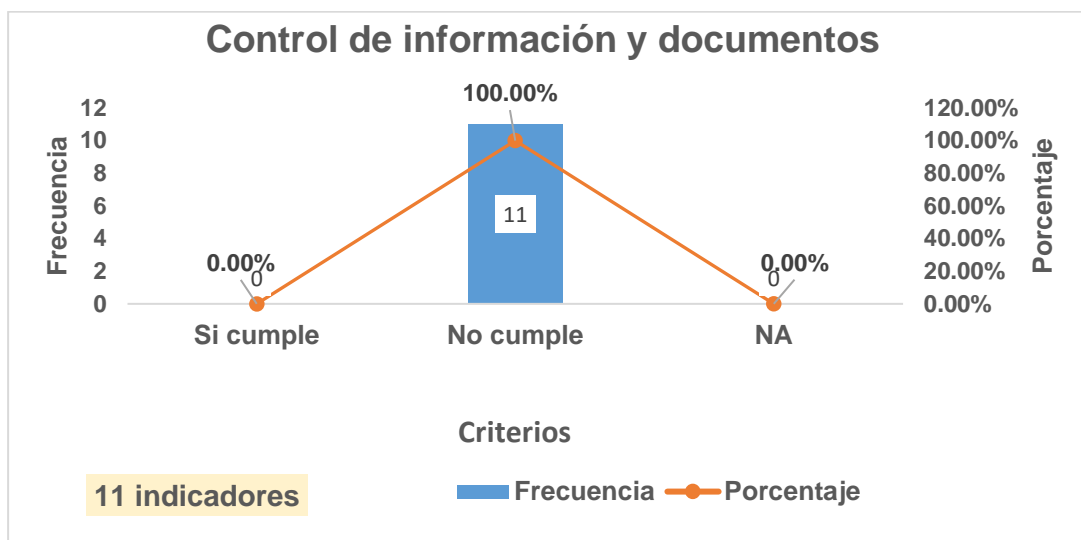 Control de información y documentos
100.00%
12
10
8
6
4
2
0
Frecuencia
120.00%
100.00%
80.00%
60.00%
40.00%
20.00%
0.00%
Porcentaje
0.00%
0
11
0.00%
0
Si cumple
No cumple
NA
Criterios
11 indicadores
Frecuencia
Porcentaje